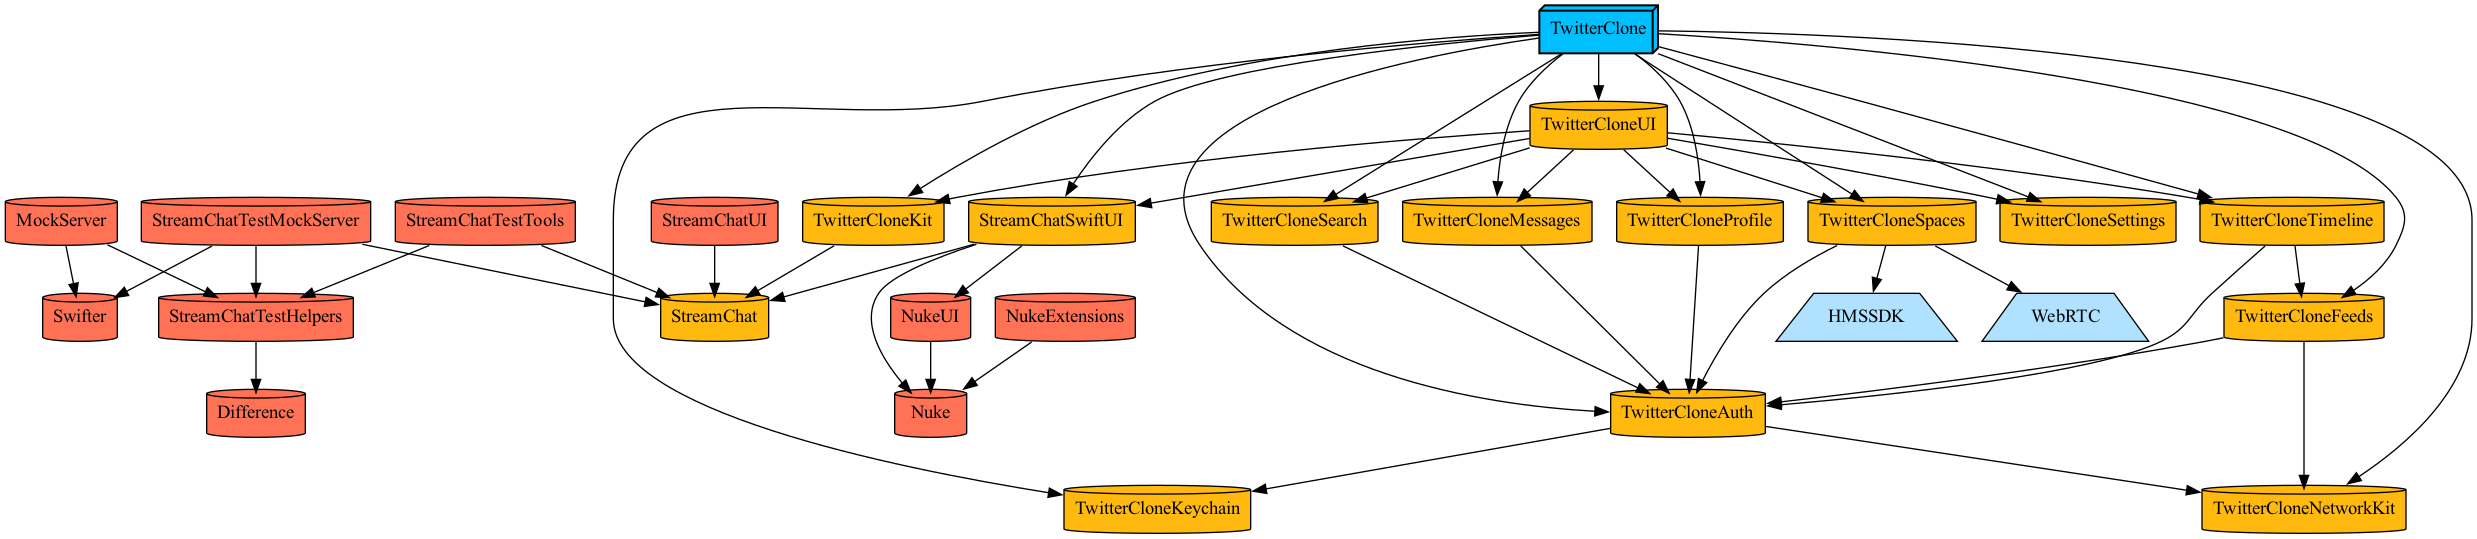 TwitterClone
TwitterCloneUI
MockServer
StreamChatTestMockServer
StreamChatTestTools
StreamChatUI
TwitterCloneKit
StreamChatSwiftUI
TwitterCloneSearch
TwitterCloneMessages
TwitterCloneProfile
TwitterCloneSpaces
TwitterCloneSettings
TwitterCloneTimeline
Swifter
StreamChatTestHelpers
StreamChat
NukeUI
NukeExtensions
HMSSDK
WebRTC
TwitterCloneFeeds
Difference
Nuke
TwitterCloneAuth
TwitterCloneKeychain
TwitterCloneNetworkKit